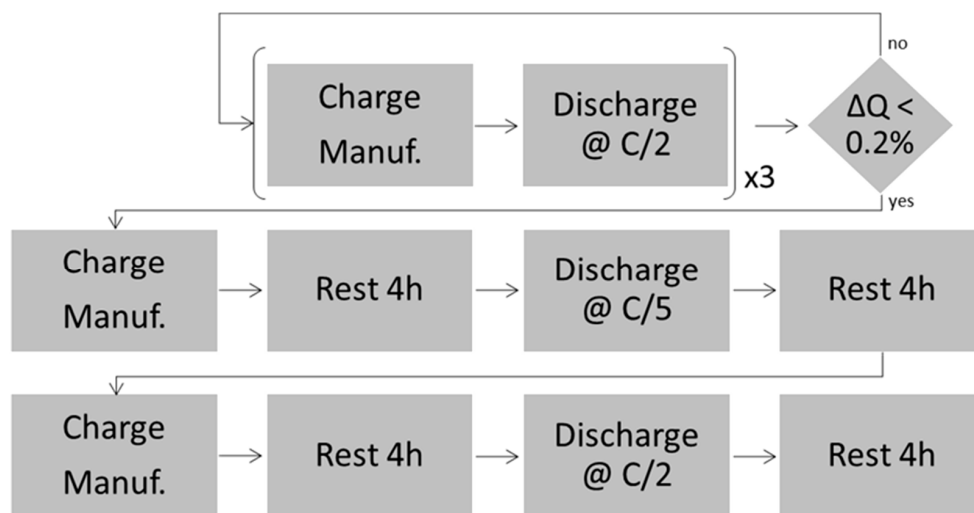 no
Charge
Manuf.
Discharge
@ C/2
x3
ΔQ <
0.2%
yes
Charge
Manuf.
Rest 4h
Discharge
@ C/5
Rest 4h
Charge
Manuf.
Rest 4h
Discharge
@ C/2
Rest 4h